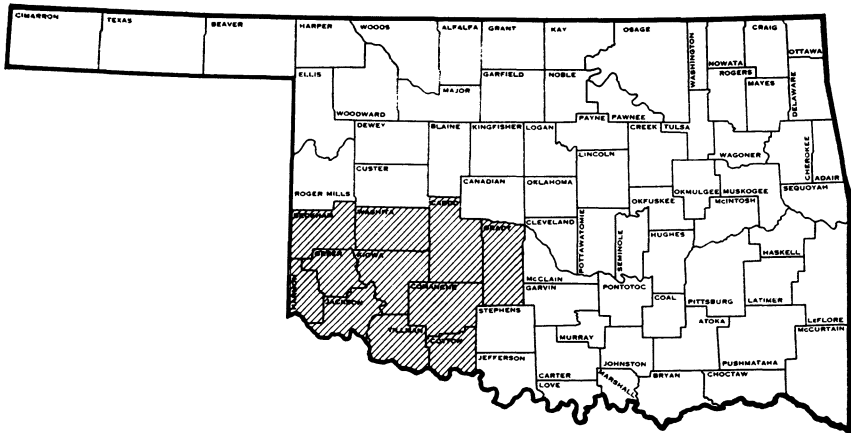 CIMARRON
TEXAS
BEAVER
HARPER
WOODS
ALFALFA
GRANT
KAY
OSAGE
WASHINGTON
NOWATA
CRAIG
OTTAWA
ROGERS
MAYES
DELAWARE
ELLIS
WOODWARD
MAJOR
GARFIELD
NOBLE
PAYNE
PAWNEE
DEWEY
BLAINE
KINGFISHER
LOGAN
CREEK
TULSA
WAGONER
CHEROKEE
ADAIR
LINCOLN
CUSTER
ROGER MILLS
CANADIAN
OKLAHOMA
OKFUSKEE
OKMULGEE
MUSKOGEE
SEQUOYAH
McINTOSH
BECKHAM
WASHITA
CADDO
GRADY
CLEVELAND
POTTAWATOMIE
SEMINOLE
HUGHES
HASKELL
GREER
KIOWA
McCLAIN
GARVIN
PONTOTOC
COAL
PITTSBURG
LATIMER
LeFLORE
HARMON
JACKSON
COMANCHE
STEPHENS
MURRAY
ATOKA
McCURTAIN
TILLMAN
COTTON
JEFFERSON
CARTER
LOVE
JOHNSTON
MARSHALL
BRYAN
PUSHMATAHA
CHOCTAW